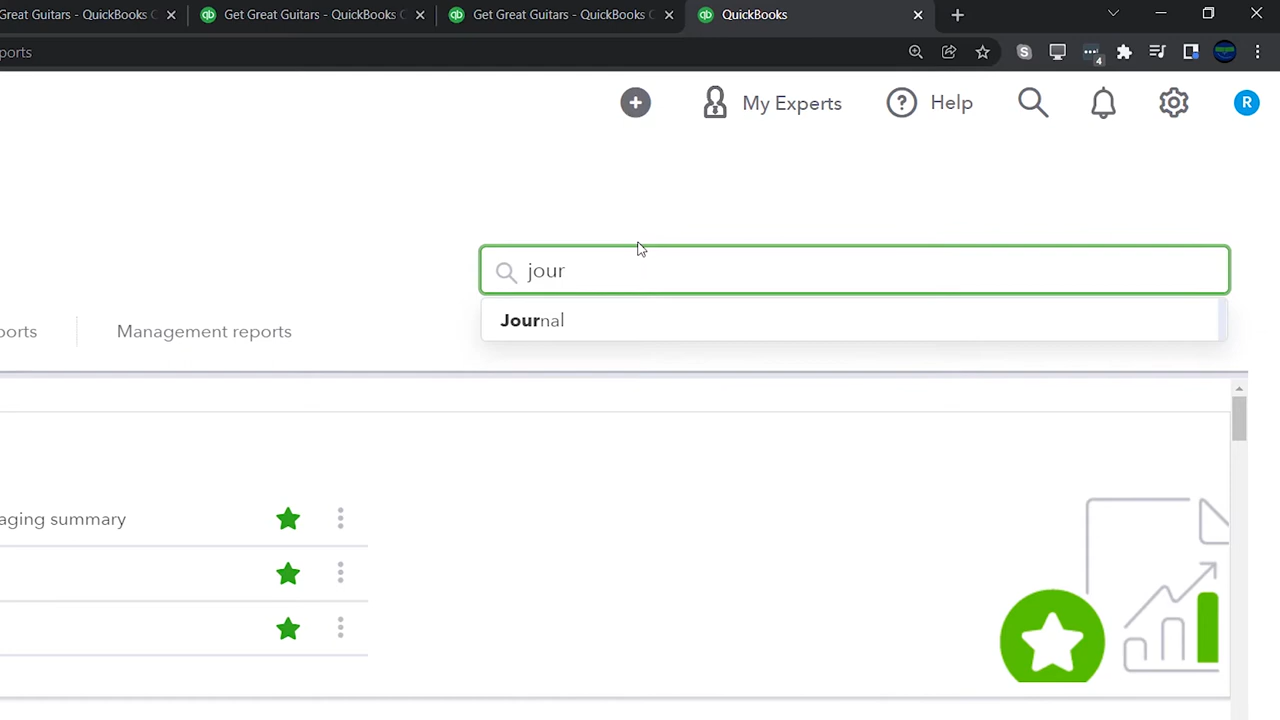 Great Guitars - QuickBooks
Get Great Guitars - QuickBooks
Get Great Guitars - QuickBooks
QuickBooks
ports
4
My Experts
Help
R
jour
Journal
ports
Management reports
aging summary